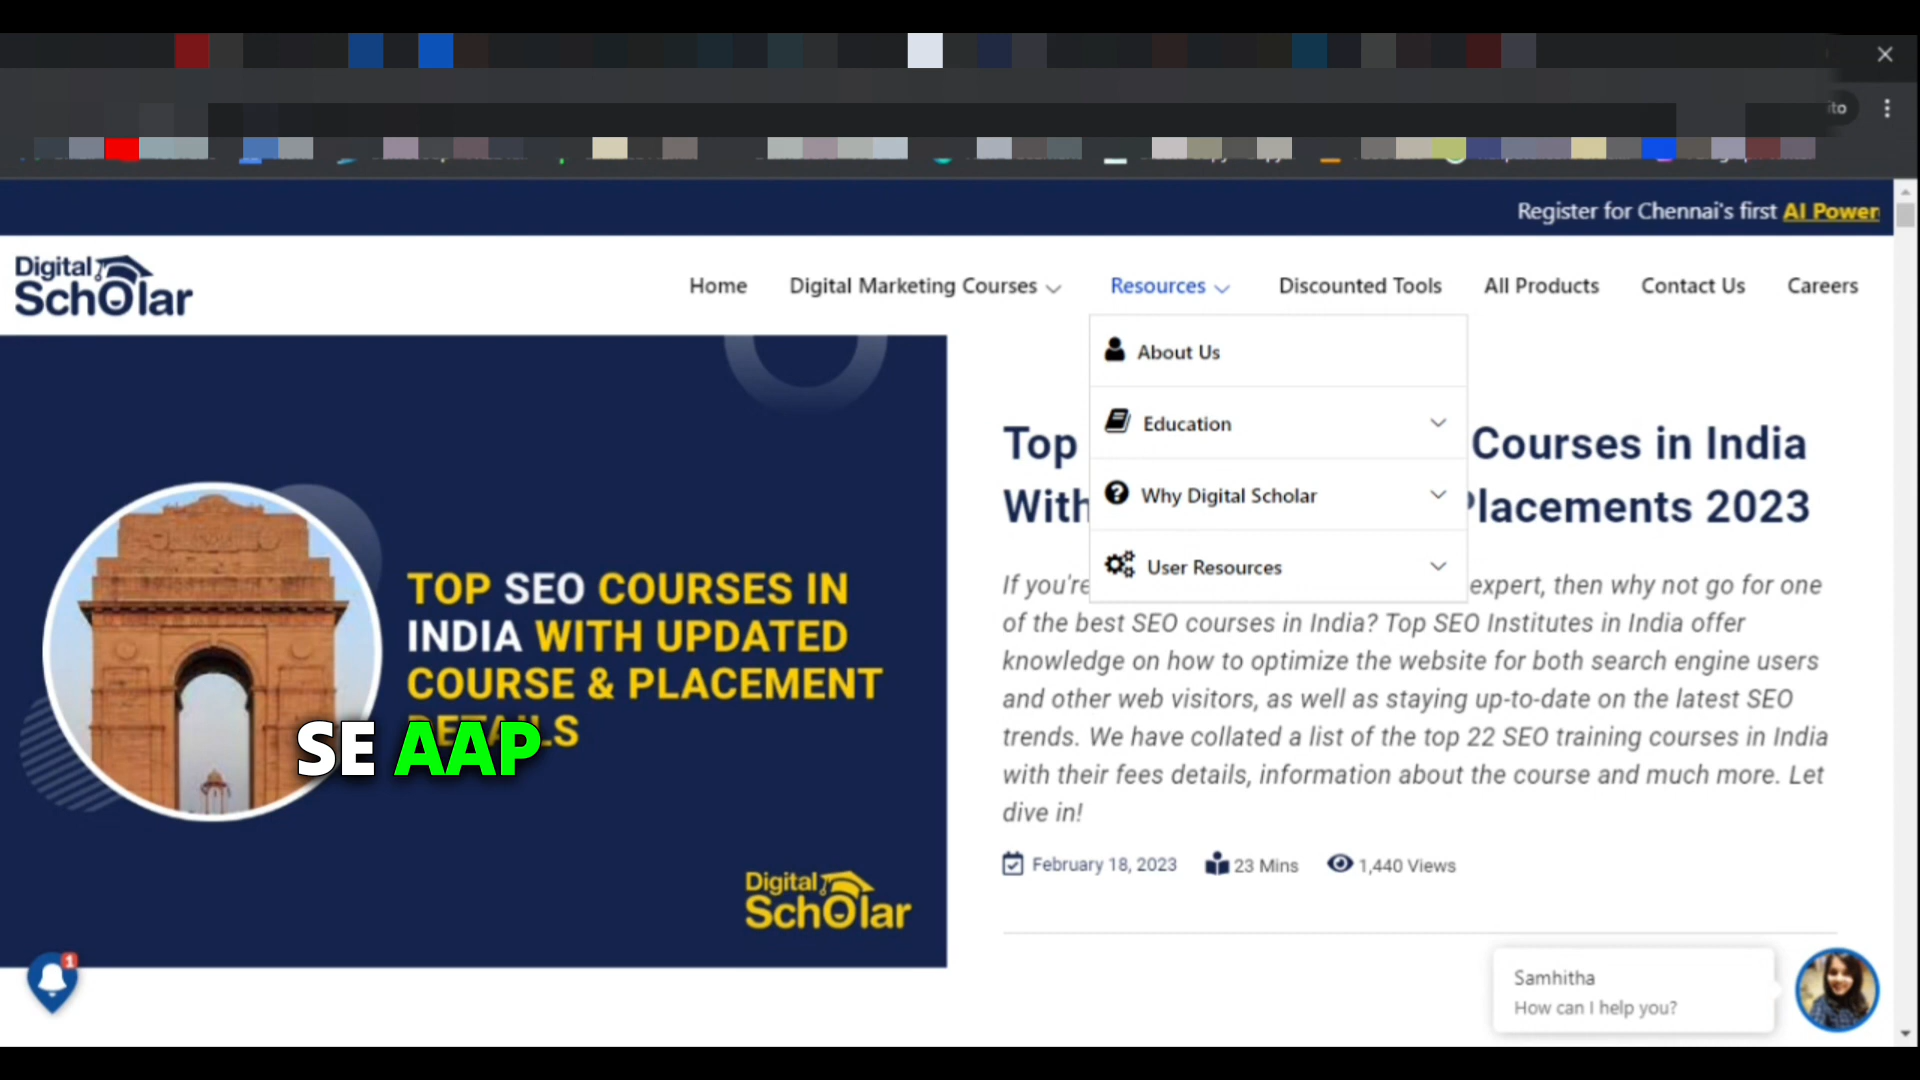 Register for Chennai's first AI Power
Digital Scholar
Home Digital Marketing Courses Resources Discounted Tools All Products Contact Us Careers
About Us
Education
Why Digital Scholar
User Resources
Top Courses in India
With Placements 2023
If you're expert, then why not go for one
of the best SEO courses in India? Top SEO Institutes in India offer
knowledge on how to optimize the website for both search engine users
and other web visitors, as well as staying up-to-date on the latest SEO
trends. We have collated a list of the top 22 SEO training courses in India
with their fees details, information about the course and much more. Let
dive in!
February 18, 2023 23 Mins 1,440 Views
TOP SEO COURSES IN
INDIA WITH UPDATED
COURSE & PLACEMENT
DETAILS
SE AAP
Digital Scholar
1
Samhitha
How can I help you?